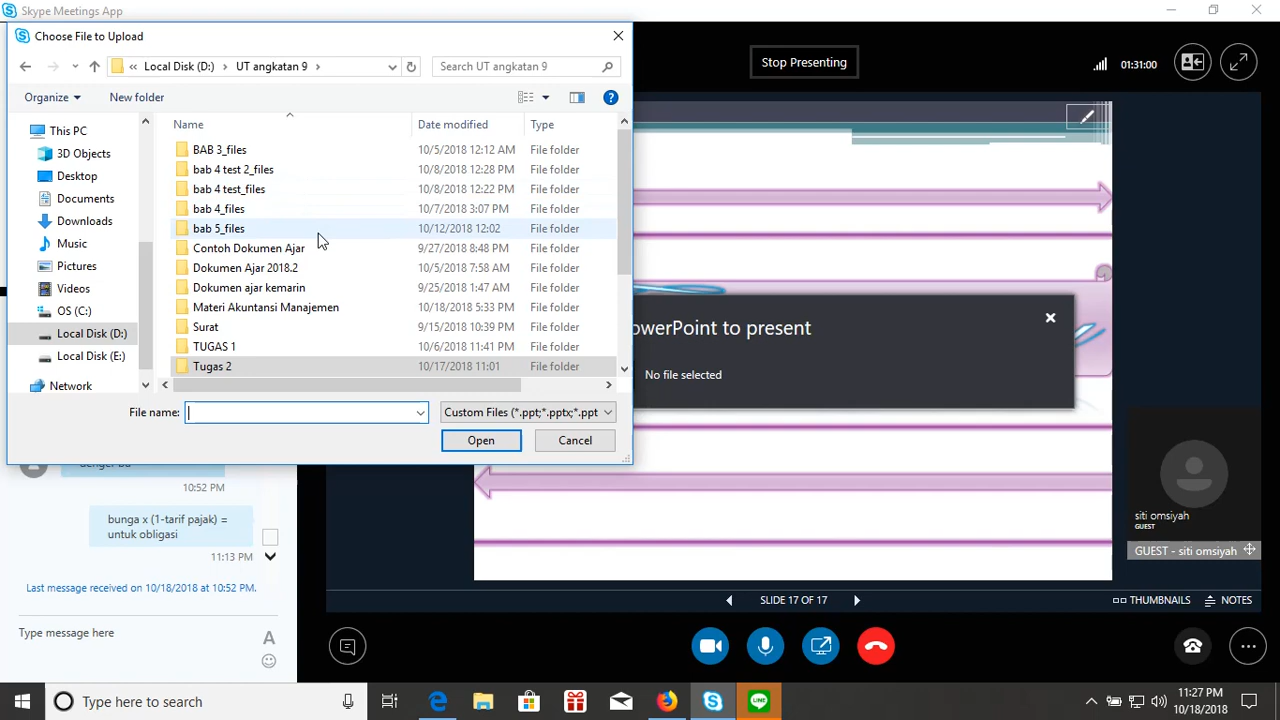 Skype Meetings App
Choose File to Upload
« Local Disk (D:) › UT angkatan 9 ›
Search UT angkatan 9
Organize
New folder
Name
Date modified
Type
This PC
3D Objects
Desktop
Documents
Downloads
Music
Pictures
Videos
OS (C:)
Local Disk (D:)
Local Disk (E:)
Network
BAB 3_files 10/5/2018 12:12 AM File folder
bab 4 test 2_files 10/8/2018 12:28 PM File folder
bab 4 test_files 10/8/2018 12:22 PM File folder
bab 4_files 10/7/2018 3:07 PM File folder
bab 5_files 10/12/2018 12:02 File folder
Contoh Dokumen Ajar 9/27/2018 8:48 PM File folder
Dokumen Ajar 2018.2 10/5/2018 7:58 AM File folder
Dokumen ajar kemarin 9/25/2018 1:47 AM File folder
Materi Akuntansi Manajemen 10/18/2018 5:33 PM File folder
Surat 9/15/2018 10:39 PM File folder
TUGAS 1 10/6/2018 11:41 PM File folder
Tugas 2 10/17/2018 11:01 File folder
File name:
Custom Files (*.ppt;*.pptx;*.ppt
Open
Cancel
Stop Presenting
01:31:00
owerPoint to present
No file selected
10:52 PM
bunga x (1-tarif pajak) =
untuk obligasi
11:13 PM
Last message received on 10/18/2018 at 10:52 PM.
Type message here
A
siti omsiyah
GUEST
GUEST - siti omsiyah
SLIDE 17 OF 17
THUMBNAILS
NOTES
Type here to search
11:27 PM
10/18/2018